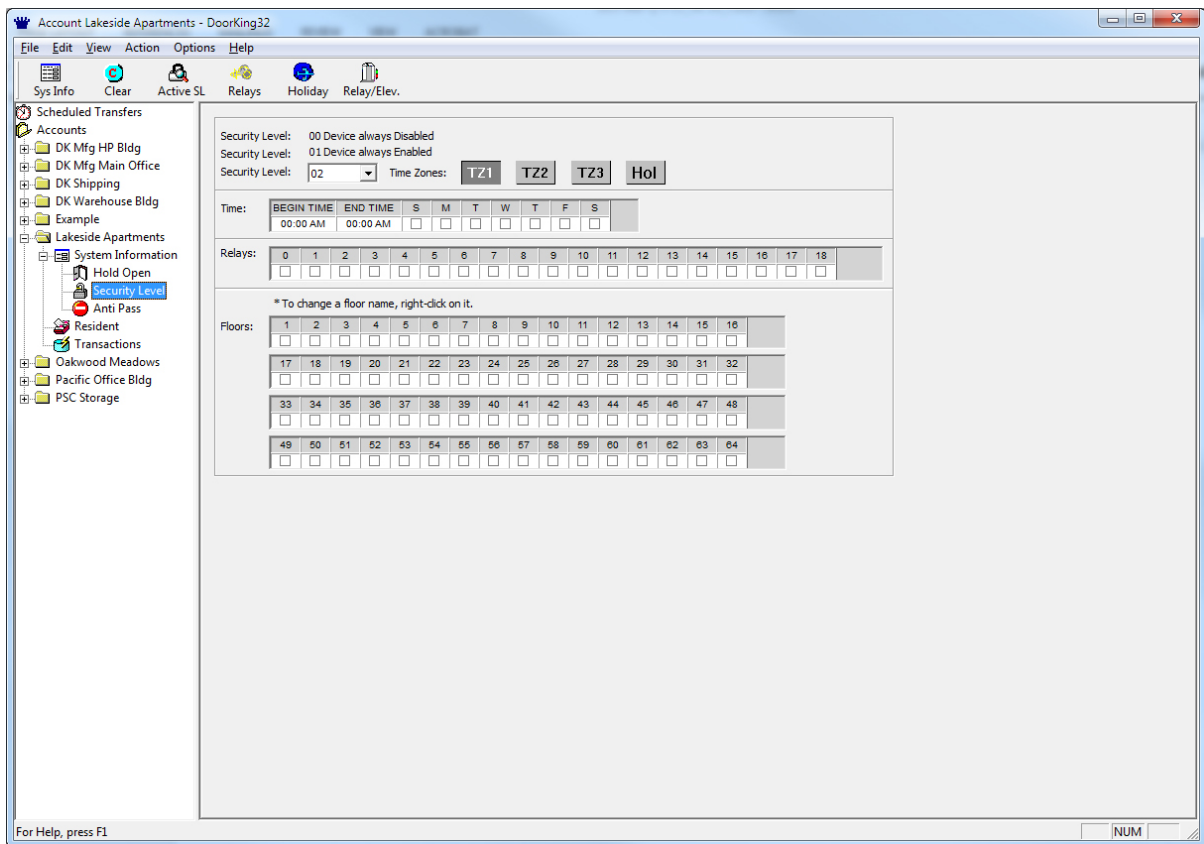 Account Lakeside Apartments - DoorKing32
File Edit View Action Options Help
Sys Info Clear Active SL Relays Holiday Relay/Elev.
Scheduled Transfers
Accounts
DK Mfg HP Bldg
DK Mfg Main Office
DK Shipping
DK Warehouse Bldg
Example
Lakeside Apartments
System Information
Hold Open
Security Level
Anti Pass
Resident
Transactions
Oakwood Meadows
Pacific Office Bldg
PSC Storage
Security Level: 00 Device always Disabled
Security Level: 01 Device always Enabled
Security Level: 02 Time Zones: TZ1 TZ2 TZ3 Hol
Time: BEGIN TIME END TIME S M T W T F S
00:00 AM 00:00 AM
Relays: 0 1 2 3 4 5 6 7 8 9 10 11 12 13 14 15 16 17 18
* To change a floor name, right-click on it.
Floors: 1 2 3 4 5 6 7 8 9 10 11 12 13 14 15 16
17 18 19 20 21 22 23 24 25 26 27 28 29 30 31 32
33 34 35 36 37 38 39 40 41 42 43 44 45 46 47 48
49 50 51 52 53 54 55 56 57 58 59 60 61 62 63 64
For Help, press F1 NUM